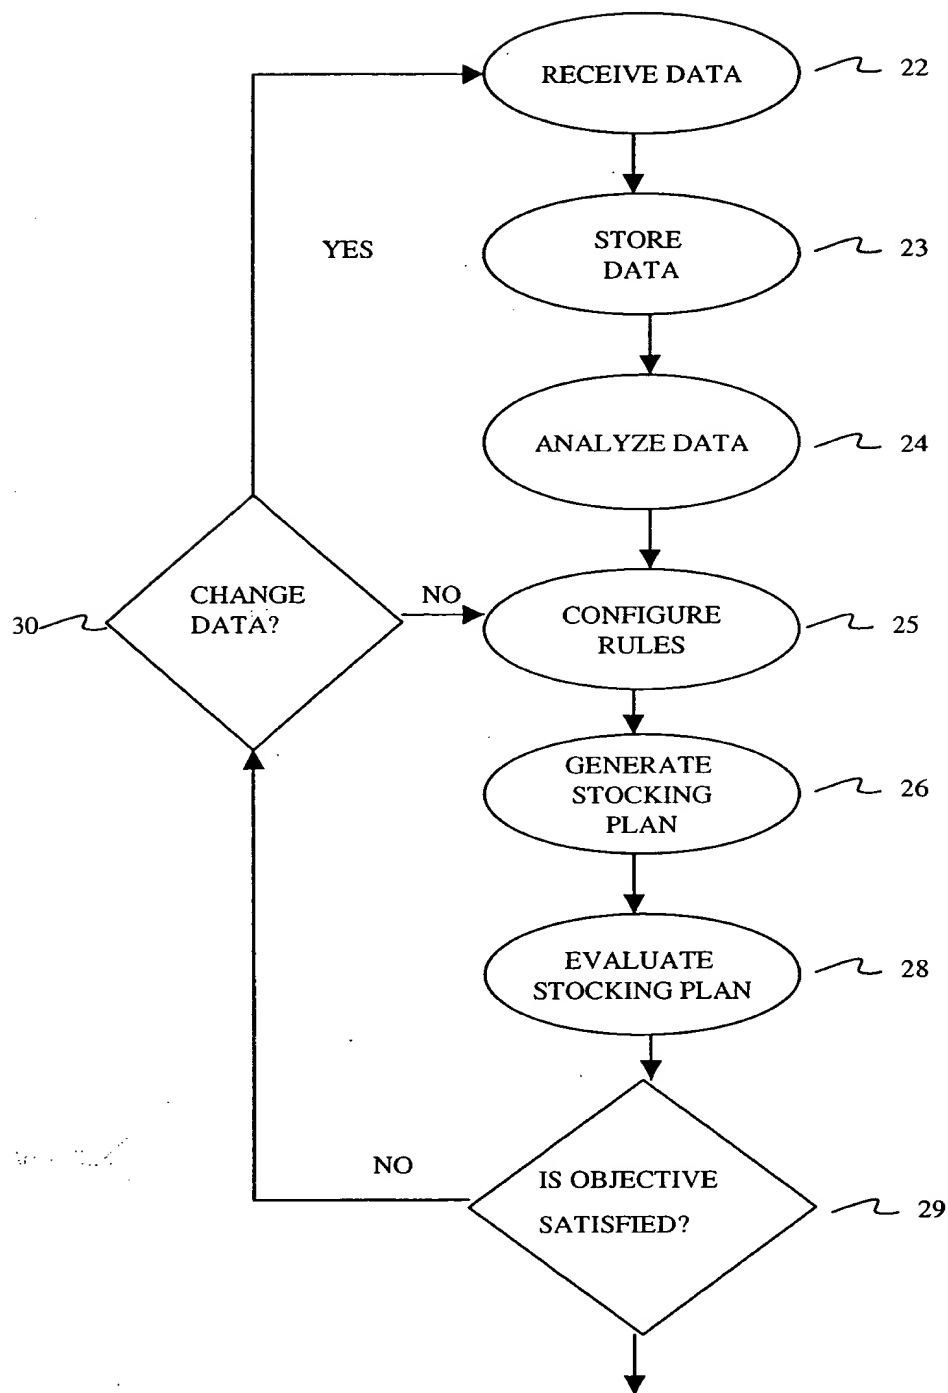 RECEIVE DATA
22
YES
STORE
DATA
23
ANALYZE DATA
24
CHANGE
DATA?
30
NO
CONFIGURE
RULES
25
GENERATE
STOCKING
PLAN
26
EVALUATE
STOCKING PLAN
28
NO
IS OBJECTIVE
SATISFIED?
29